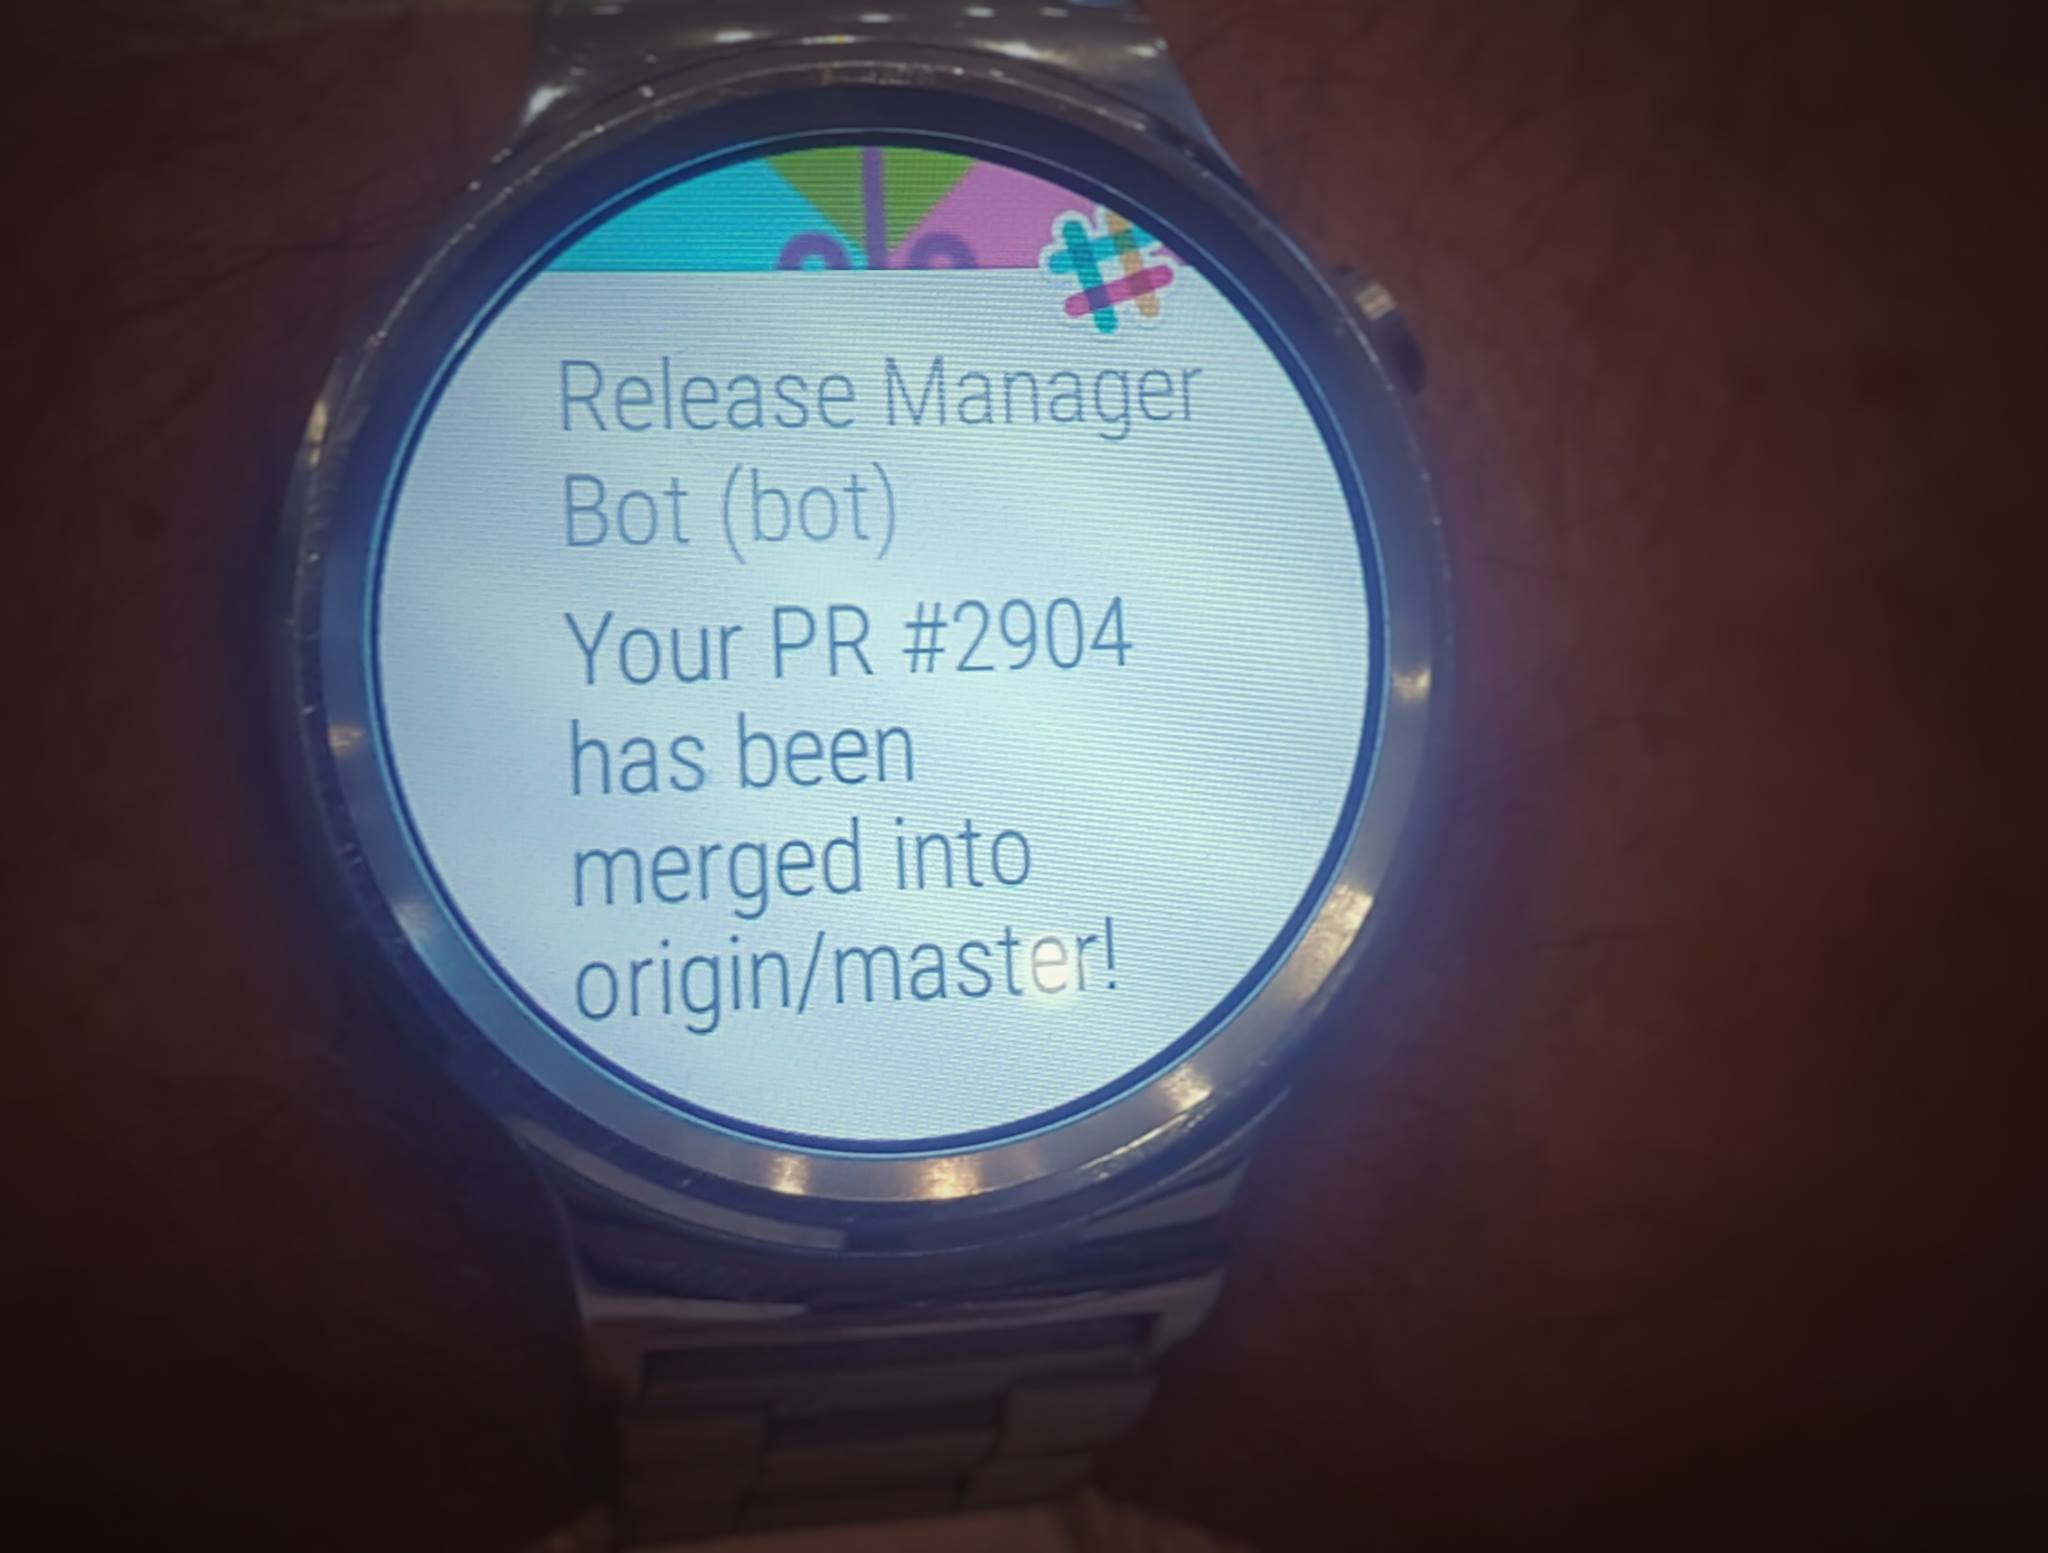 Release Manager
Bot (bot)
Your PR #2904
has been
merged into
origin/master!